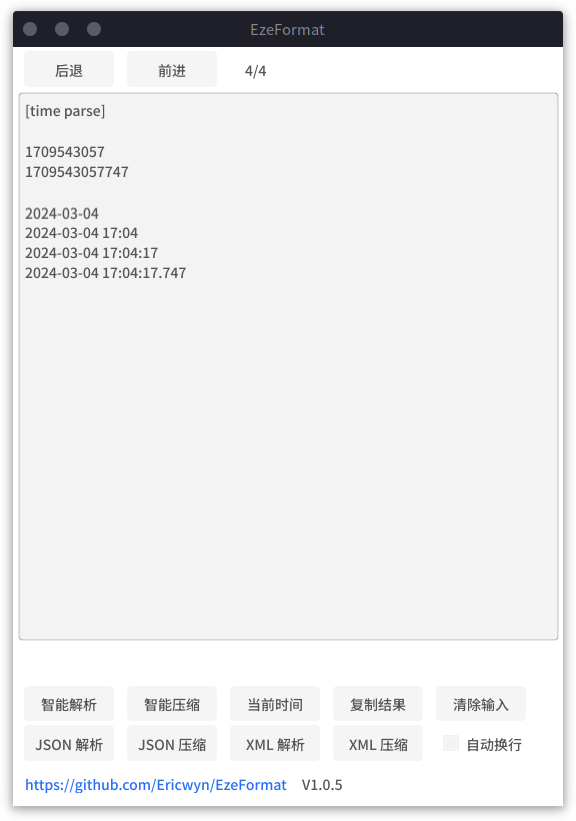 EzeFormat
后退 前进 4/4
[time parse]
1709543057
1709543057747
2024-03-04
2024-03-04 17:04
2024-03-04 17:04:17
2024-03-04 17:04:17.747
智能解析 智能压缩 当前时间 复制结果 清除输入
JSON 解析 JSON 压缩 XML 解析 XML 压缩 自动换行
https://github.com/Ericwyn/EzeFormat V1.0.5